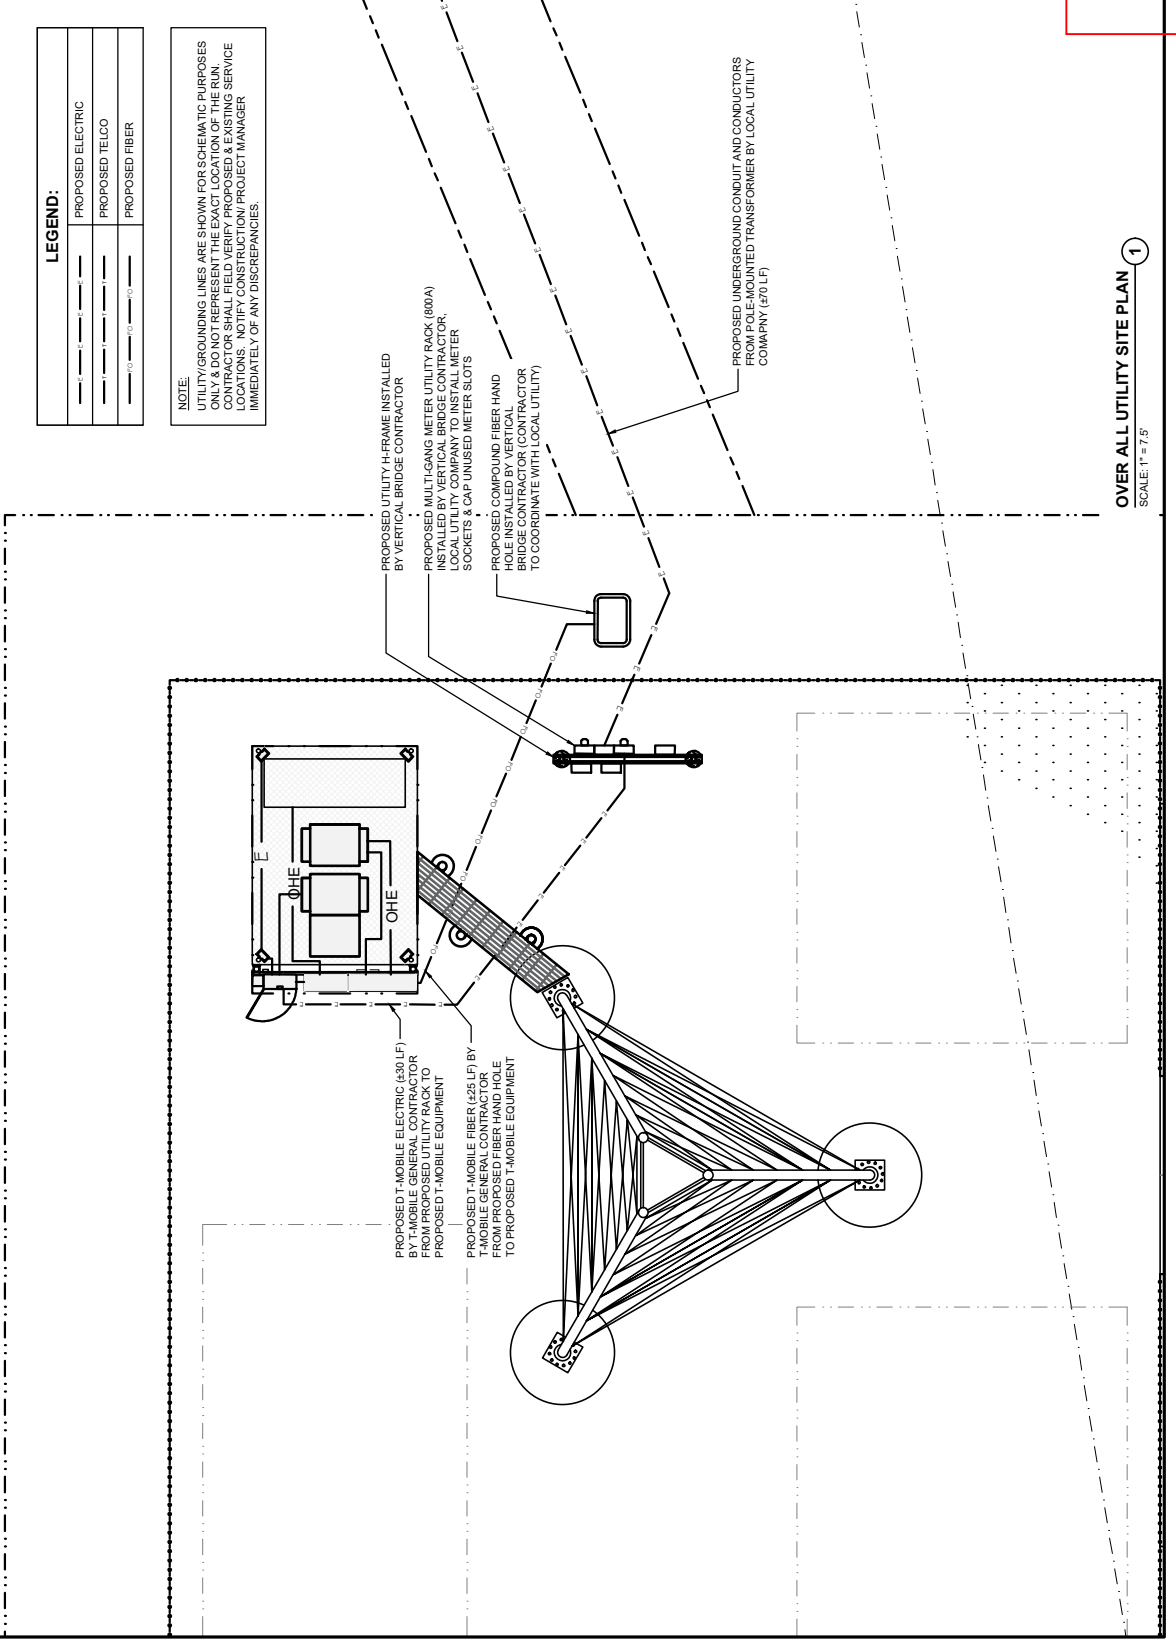 LEGEND:
E E E PROPOSED ELECTRIC
T T T PROPOSED TELCO
FO FO FO PROPOSED FIBER
NOTE:
UTILITY/GROUNDING LINES ARE SHOWN FOR SCHEMATIC PURPOSES
ONLY & DO NOT REPRESENT THE EXACT LOCATION OF THE RUN.
CONTRACTOR SHALL FIELD VERIFY PROPOSED & EXISTING SERVICE
LOCATIONS. NOTIFY CONSTRUCTION/ PROJECT MANAGER
IMMEDIATELY OF ANY DISCREPANCIES.
PROPOSED UTILITY H-FRAME INSTALLED
BY VERTICAL BRIDGE CONTRACTOR
PROPOSED MULTI-GANG METER UTILITY RACK (800A)
INSTALLED BY VERTICAL BRIDGE CONTRACTOR,
LOCAL UTILITY COMPANY TO INSTALL METER
SOCKETS & CAP UNUSED METER SLOTS
PROPOSED COMPOUND FIBER HAND
HOLE INSTALLED BY VERTICAL
BRIDGE CONTRACTOR (CONTRACTOR
TO COORDINATE WITH LOCAL UTILITY)
PROPOSED UNDERGROUND CONDUIT AND CONDUCTORS
FROM POLE-MOUNTED TRANSFORMER BY LOCAL UTILITY
COMAPNY (±70 LF)
E
OHE
OHE
PROPOSED T-MOBILE ELECTRIC (±30 LF)
BY T-MOBILE GENERAL CONTRACTOR
FROM PROPOSED UTILITY RACK TO
PROPOSED T-MOBILE EQUIPMENT
PROPOSED T-MOBILE FIBER (±25 LF) BY
T-MOBILE GENERAL CONTRACTOR
FROM PROPOSED FIBER HAND HOLE
TO PROPOSED T-MOBILE EQUIPMENT
OVER ALL UTILITY SITE PLAN 1
SCALE: 1" = 7.5'